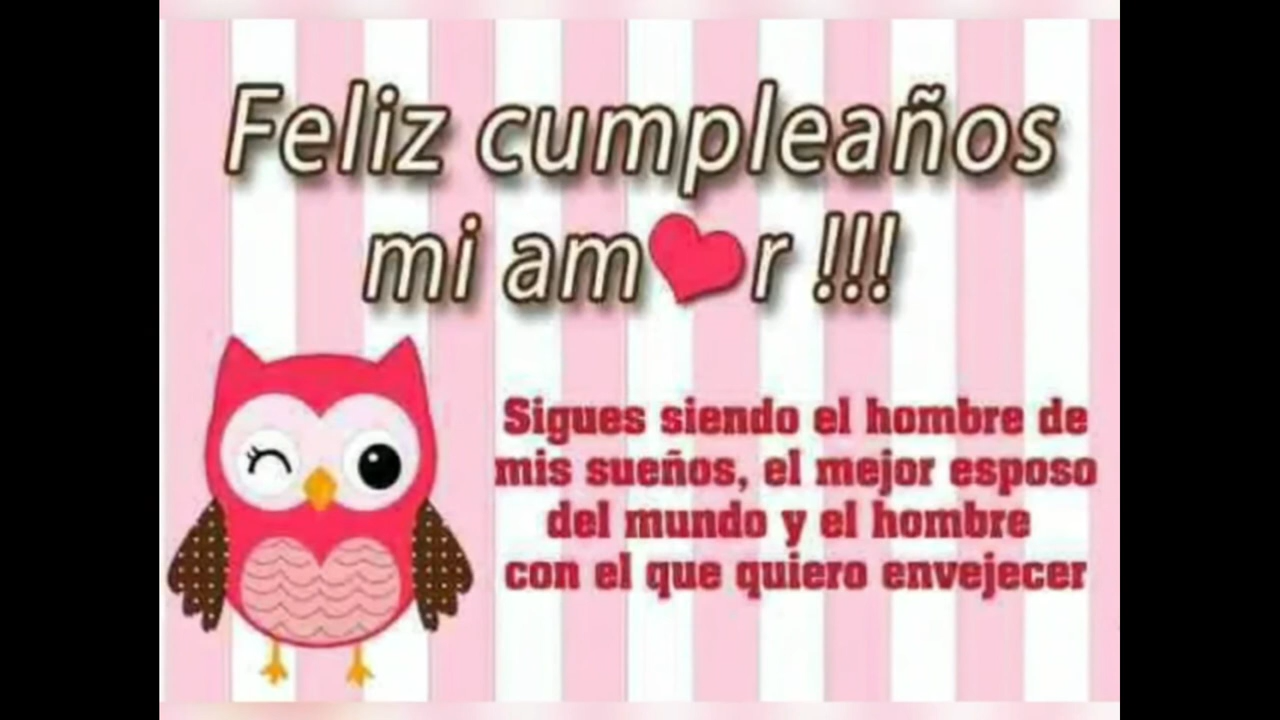 Feliz cumpleaños
mi am❤r !!!
Sigues siendo el hombre de
mis sueños, el mejor esposo
del mundo y el hombre
con el que quiero envejecer